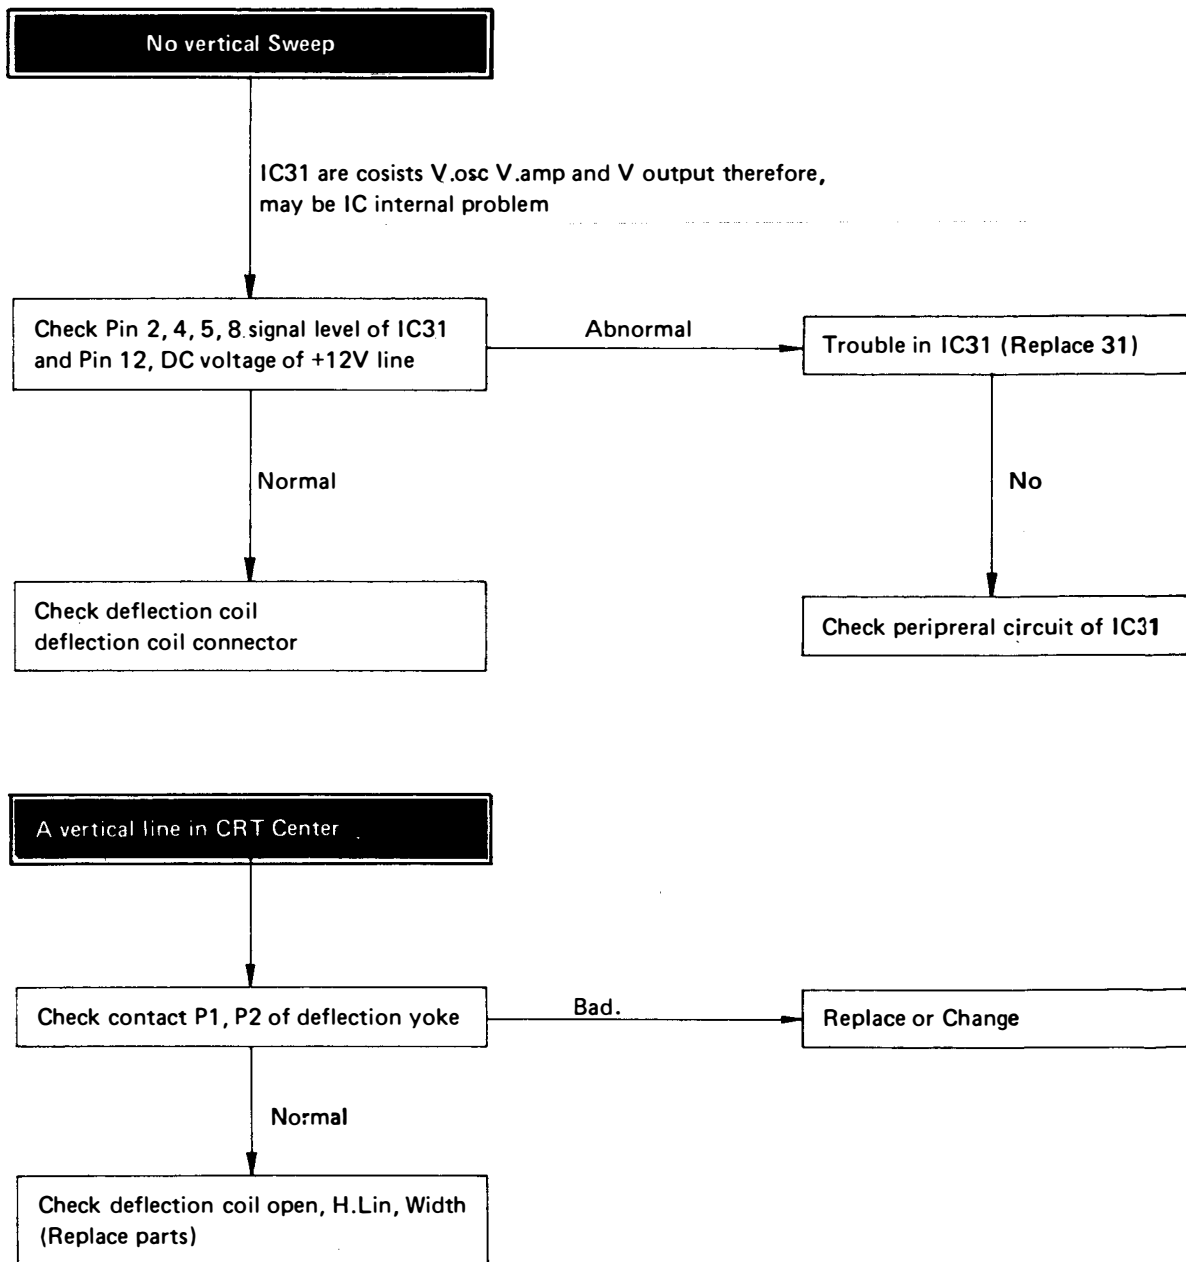 No vertical Sweep
IC31 are cosists V.osc V.amp and V output therefore,
may be IC internal problem
Check Pin 2, 4, 5, 8 signal level of IC31
and Pin 12, DC voltage of +12V line
Abnormal
Trouble in IC31 (Replace 31)
Normal
No
Check deflection coil
deflection coil connector
Check peripreral circuit of IC31
A vertical line in CRT Center
Check contact P1, P2 of deflection yoke
Bad.
Replace or Change
Normal
Check deflection coil open, H.Lin, Width
(Replace parts)